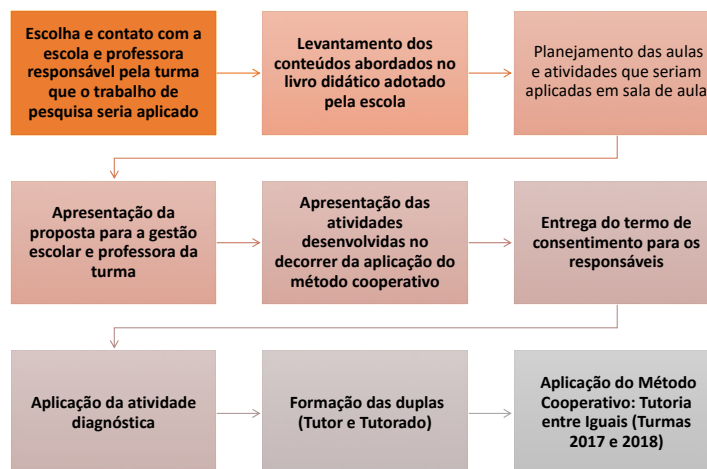 Escolha e contato com a
escola e professora
responsável pela turma
que o trabalho de
pesquisa seria aplicado
Levantamento dos
conteúdos abordados no
livro didático adotado
pela escola
Planejamento das aulas
e atividades que seriam
aplicadas em sala de aula
Apresentação da
proposta para a gestão
escolar e professora da
turma
Apresentação das
atividades
desenvolvidas no
decorrer da aplicação do
método cooperativo
Entrega do termo de
consentimento para os
responsáveis
Aplicação da atividade
diagnóstica
Formação das duplas
(Tutor e Tutorado)
Aplicação do Método
Cooperativo: Tutoria
entre Iguais (Turmas
2017 e 2018)